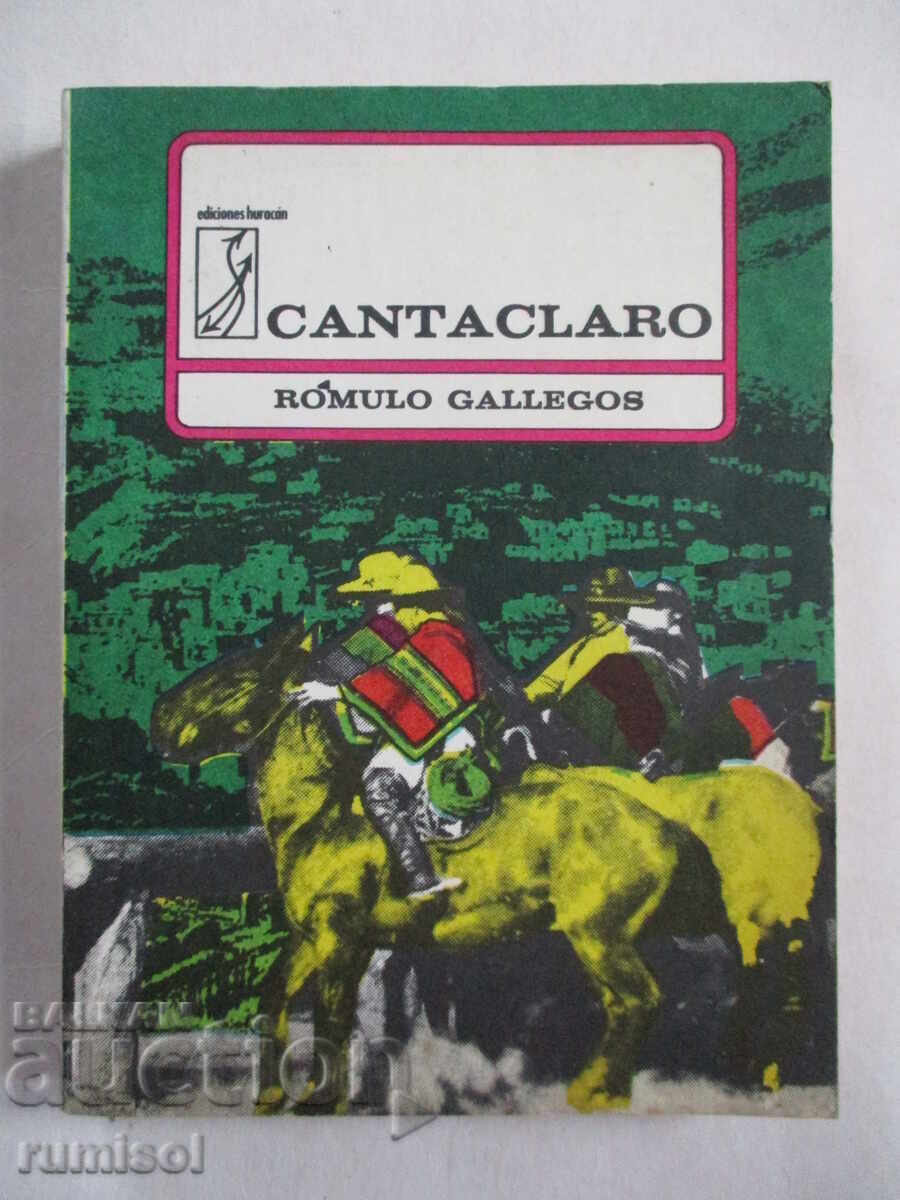 ediciones huracán
CANTACLARO
RÓMULO GALLEGOS
BALKAN
auction
rumisol